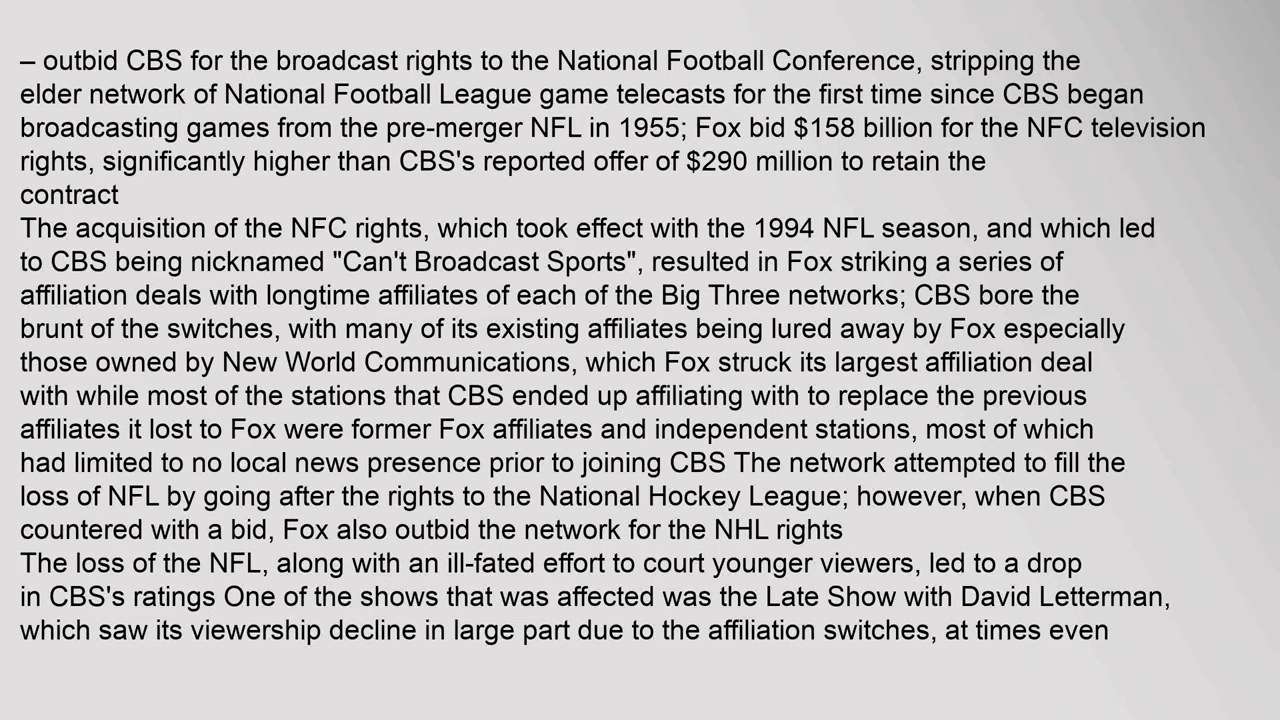 – outbid CBS for the broadcast rights to the National Football Conference, stripping the
elder network of National Football League game telecasts for the first time since CBS began
broadcasting games from the pre-merger NFL in 1955; Fox bid $158 billion for the NFC television
rights, significantly higher than CBS's reported offer of $290 million to retain the
contract
The acquisition of the NFC rights, which took effect with the 1994 NFL season, and which led
to CBS being nicknamed "Can't Broadcast Sports", resulted in Fox striking a series of
affiliation deals with longtime affiliates of each of the Big Three networks; CBS bore the
brunt of the switches, with many of its existing affiliates being lured away by Fox especially
those owned by New World Communications, which Fox struck its largest affiliation deal
with while most of the stations that CBS ended up affiliating with to replace the previous
affiliates it lost to Fox were former Fox affiliates and independent stations, most of which
had limited to no local news presence prior to joining CBS The network attempted to fill the
loss of NFL by going after the rights to the National Hockey League; however, when CBS
countered with a bid, Fox also outbid the network for the NHL rights
The loss of the NFL, along with an ill-fated effort to court younger viewers, led to a drop
in CBS's ratings One of the shows that was affected was the Late Show with David Letterman,
which saw its viewership decline in large part due to the affiliation switches, at times even